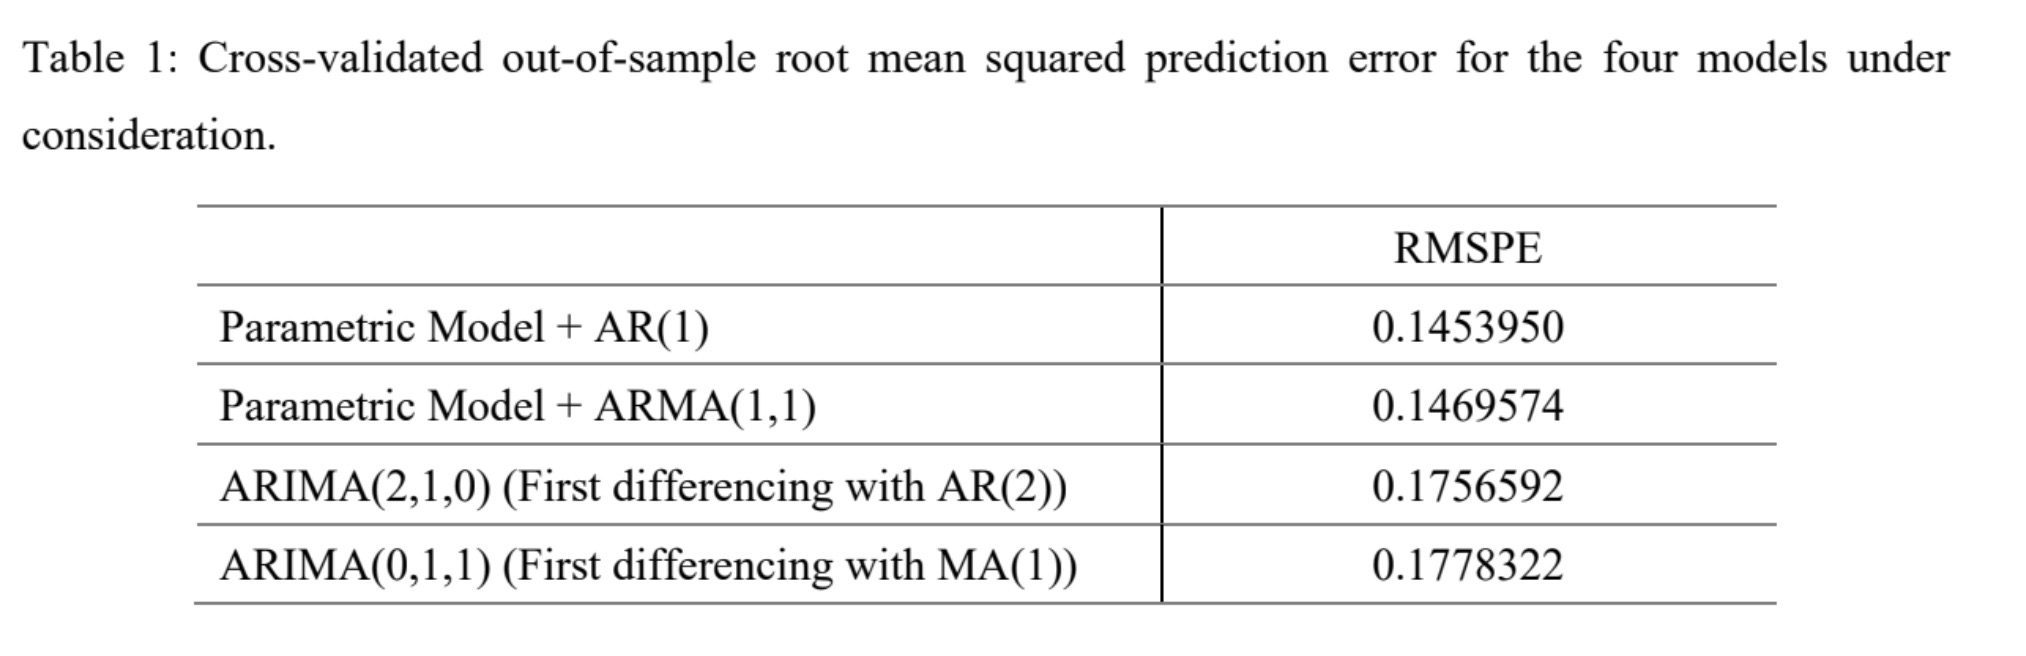 Table 1: Cross-validated out-of-sample root mean squared prediction error for the four models under
consideration.
RMSPE
Parametric Model + AR(1) 0.1453950
Parametric Model + ARMA(1,1) 0.1469574
ARIMA(2,1,0) (First differencing with AR(2)) 0.1756592
ARIMA(0,1,1) (First differencing with MA(1)) 0.1778322